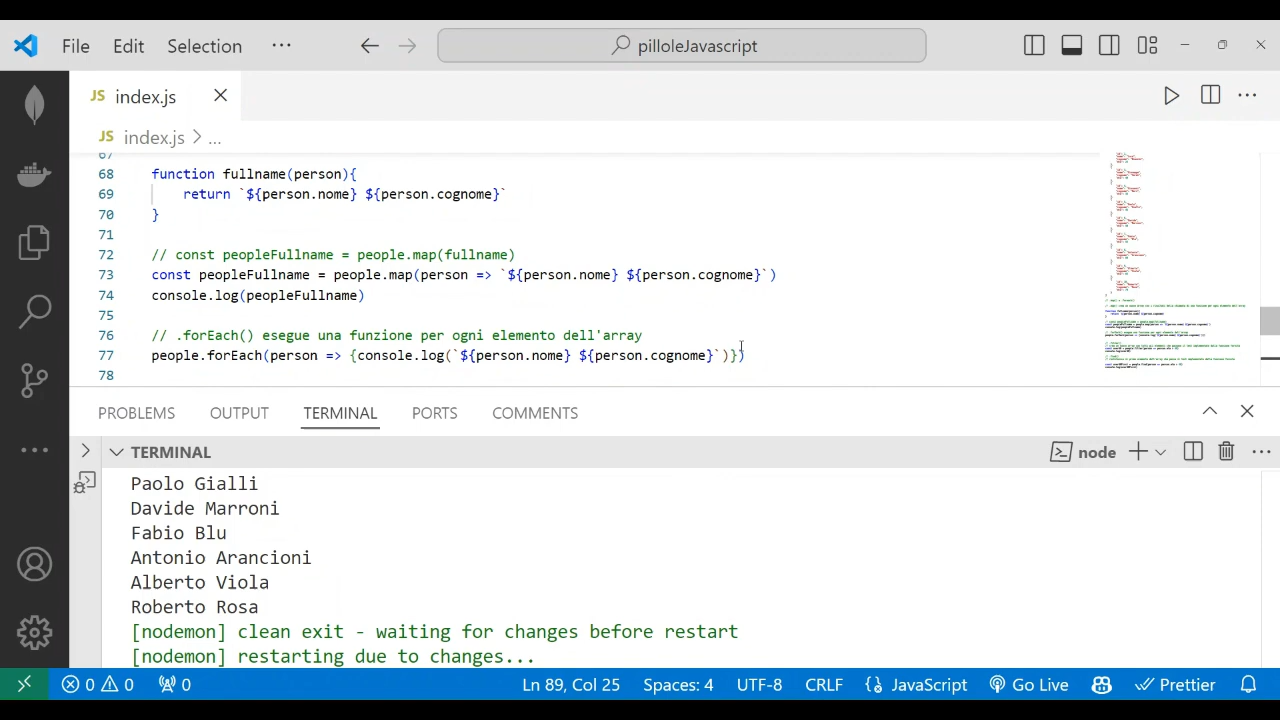 File Edit Selection ··· pilloleJavascript
JS index.js
JS index.js > ...
67
68 function fullname(person){
69 return `${person.nome} ${person.cognome}`
70 }
71
72 // const peopleFullname = people.map(fullname)
73 const peopleFullname = people.map(person => `${person.nome} ${person.cognome}`)
74 console.log(peopleFullname)
75
76 // .forEach() esegue una funzione per ogni elemento dell'array
77 people.forEach(person => {console.log(`${person.nome} ${person.cognome}`)})
78
PROBLEMS OUTPUT TERMINAL PORTS COMMENTS
TERMINAL node
Paolo Gialli
Davide Marroni
Fabio Blu
Antonio Arancioni
Alberto Viola
Roberto Rosa
[nodemon] clean exit - waiting for changes before restart
[nodemon] restarting due to changes...
0 0 0 Ln 89, Col 25 Spaces: 4 UTF-8 CRLF {} JavaScript Go Live Prettier